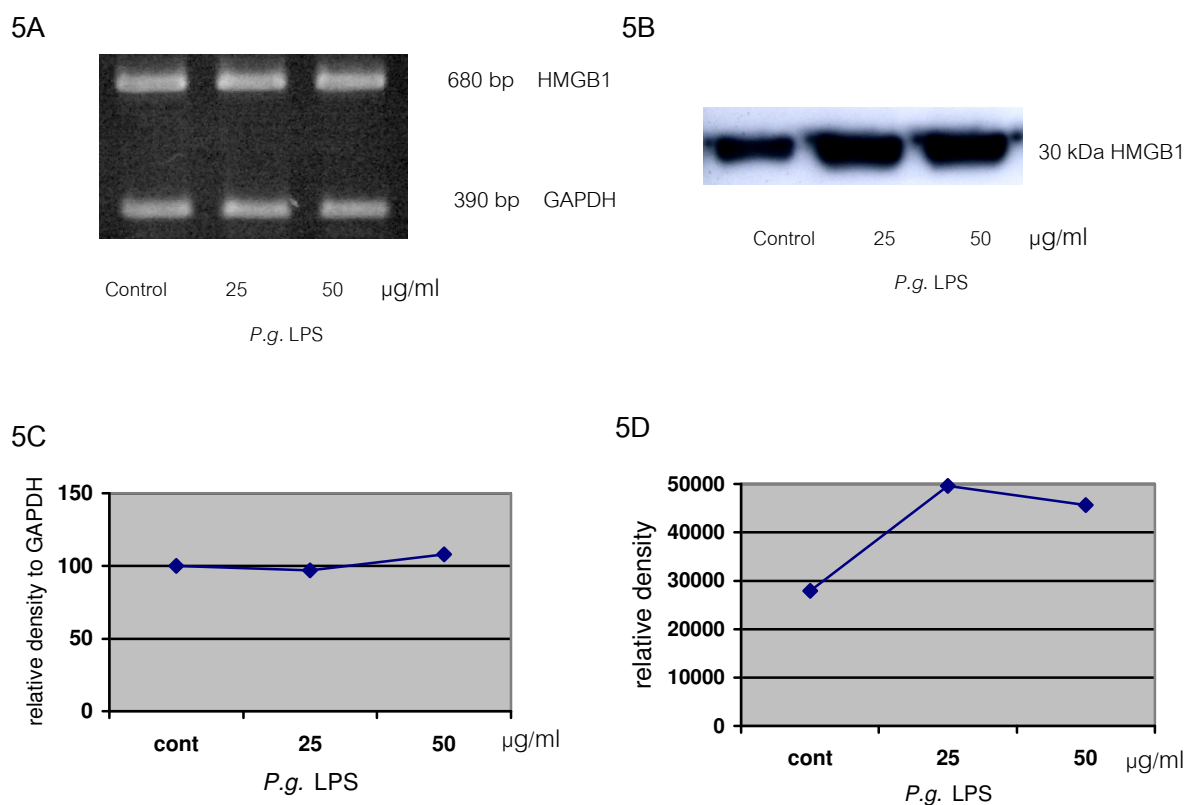 5A
680 bp HMGB1
390 bp GAPDH
Control 25 50 µg/ml
P.g. LPS
5B
30 kDa HMGB1
Control 25 50 µg/ml
P.g. LPS
5C
relative density to GAPDH
150
100
50
0
cont 25 50 µg/ml
P.g. LPS
5D
relative density
50000
40000
30000
20000
10000
0
cont 25 50 µg/ml
P.g. LPS